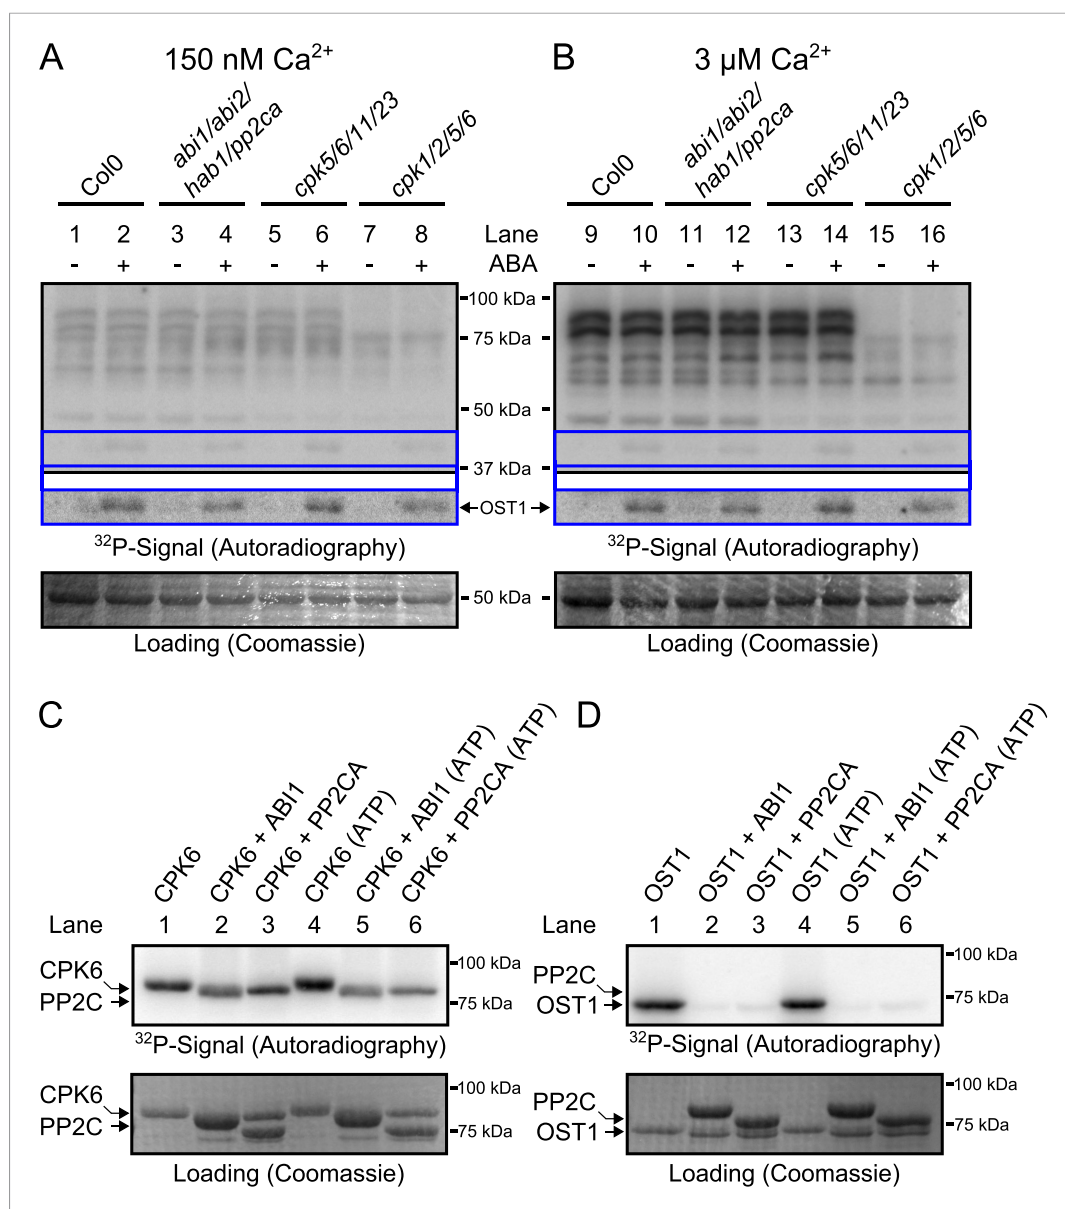 A 150 nM Ca²⁺
B 3 µM Ca²⁺
Col0
abi1/abi2/
hab1/pp2ca
cpk5/6/11/23
cpk1/2/5/6
Col0
abi1/abi2/
hab1/pp2ca
cpk5/6/11/23
cpk1/2/5/6
1 2 3 4 5 6 7 8 Lane 9 10 11 12 13 14 15 16
- + - + - + - + ABA - + - + - + - +
100 kDa
75 kDa
50 kDa
37 kDa
OST1
³²P-Signal (Autoradiography)
³²P-Signal (Autoradiography)
50 kDa
Loading (Coomassie)
Loading (Coomassie)
C
CPK6
CPK6 + ABI1
CPK6 + PP2CA
CPK6 (ATP)
CPK6 + ABI1 (ATP)
CPK6 + PP2CA (ATP)
Lane 1 2 3 4 5 6
CPK6
PP2C
100 kDa
75 kDa
³²P-Signal (Autoradiography)
CPK6
PP2C
100 kDa
75 kDa
Loading (Coomassie)
D
OST1
OST1 + ABI1
OST1 + PP2CA
OST1 (ATP)
OST1 + ABI1 (ATP)
OST1 + PP2CA (ATP)
Lane 1 2 3 4 5 6
PP2C
OST1
100 kDa
75 kDa
³²P-Signal (Autoradiography)
PP2C
OST1
100 kDa
75 kDa
Loading (Coomassie)